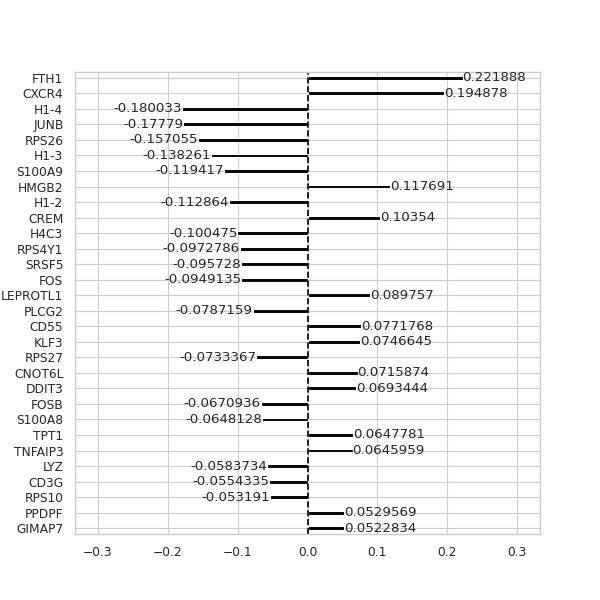 FTH1 0.221888
CXCR4 0.194878
H1-4 -0.180033
JUNB -0.17779
RPS26 -0.157055
H1-3 -0.138261
S100A9 -0.119417
HMGB2 0.117691
H1-2 -0.112864
CREM 0.10354
H4C3 -0.100475
RPS4Y1 -0.0972786
SRSF5 -0.095728
FOS -0.0949135
LEPROTL1 0.089757
PLCG2 -0.0787159
CD55 0.0771768
KLF3 0.0746645
RPS27 -0.0733367
CNOT6L 0.0715874
DDIT3 0.0693444
FOSB -0.0670936
S100A8 -0.0648128
TPT1 0.0647781
TNFAIP3 0.0645959
LYZ -0.0583734
CD3G -0.0554335
RPS10 -0.053191
PPDPF 0.0529569
GIMAP7 0.0522834
−0.3 −0.2 −0.1 0.0 0.1 0.2 0.3